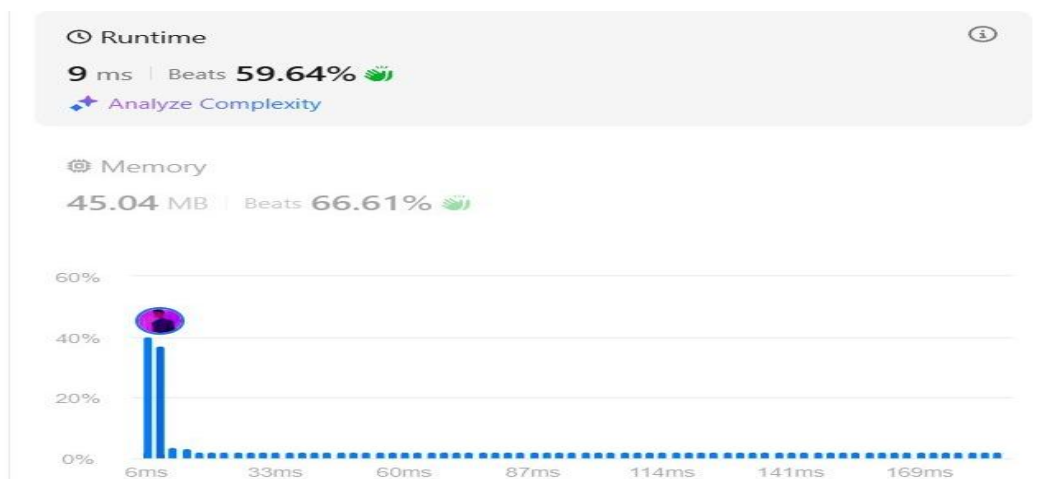 Runtime
9 ms | Beats 59.64%
Analyze Complexity
Memory
45.04 MB | Beats 66.61%
60%
40%
20%
0%
6ms 33ms 60ms 87ms 114ms 141ms 169ms